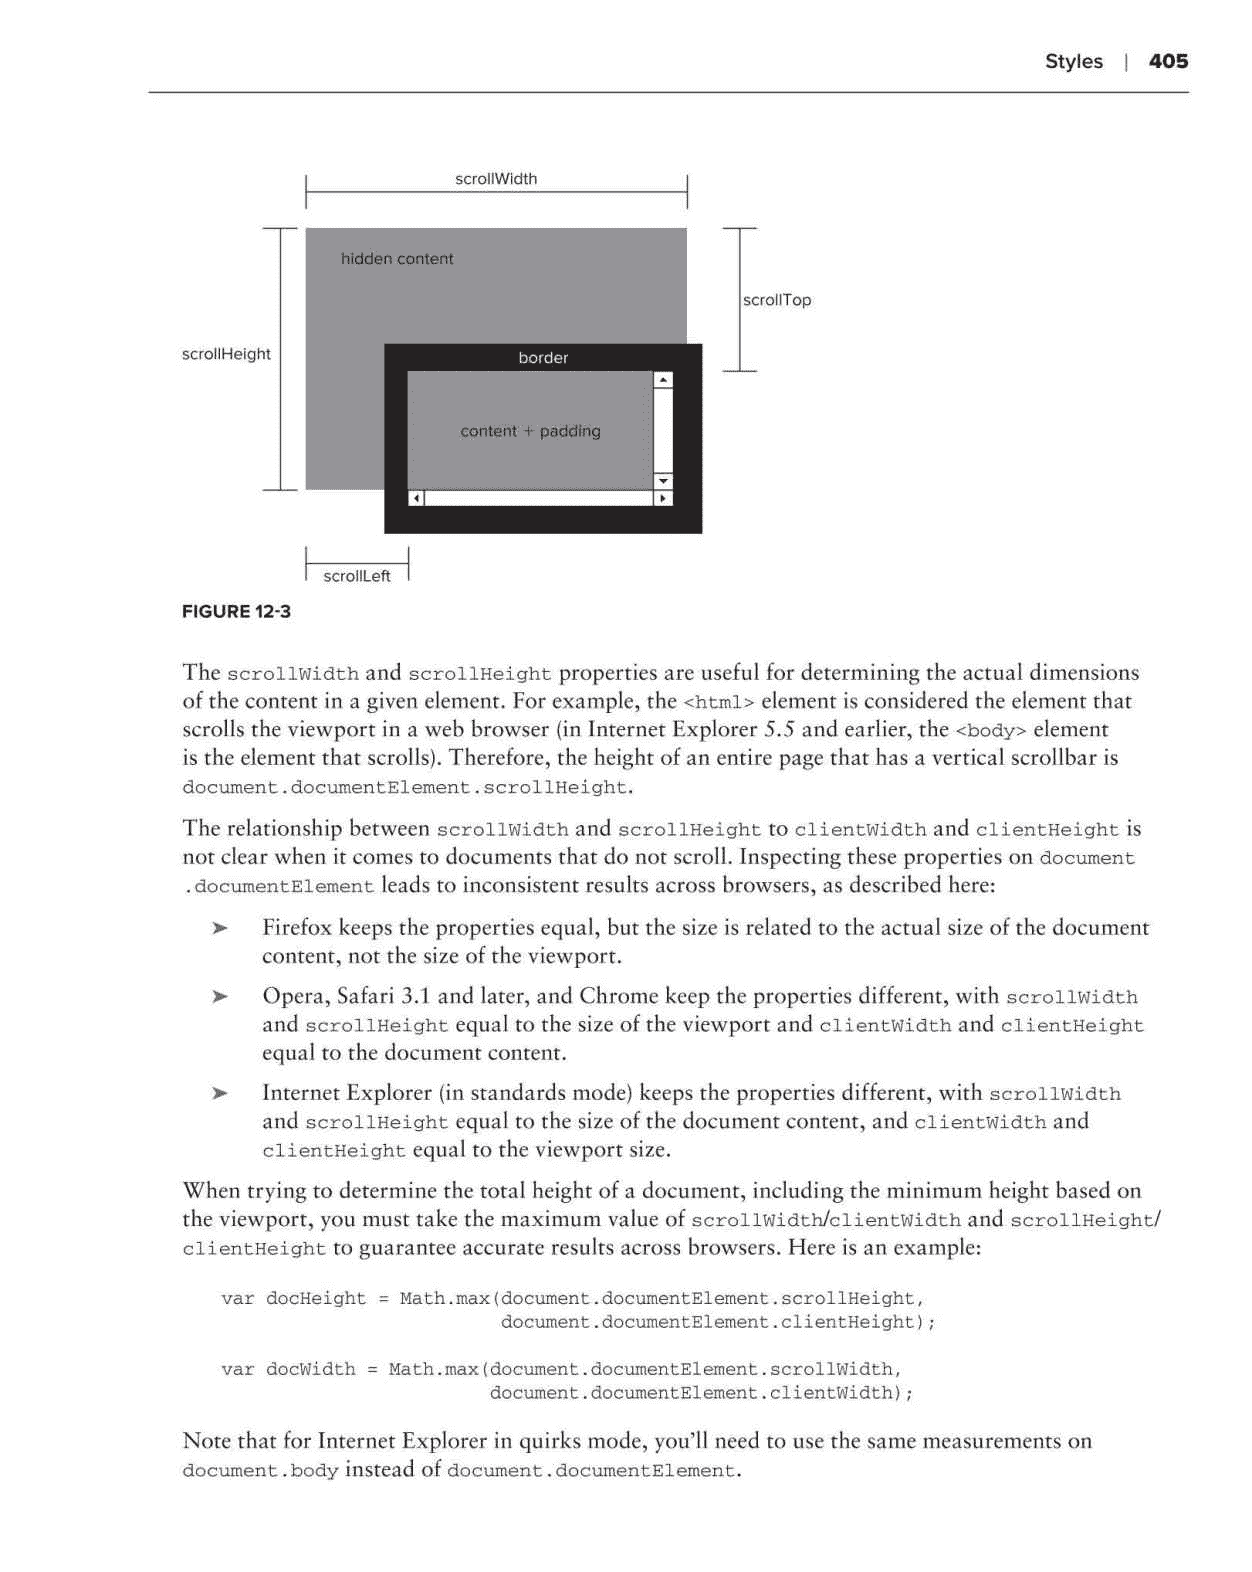 Styles | 405
scrollWidth
hidden content
scrollTop
scrollHeight
border
content + padding
scrollLeft
FIGURE 12-3
The scrollWidth and scrollHeight properties are useful for determining the actual dimensions
of the content in a given element. For example, the <html> element is considered the element that
scrolls the viewport in a web browser (in Internet Explorer 5.5 and earlier, the <body> element
is the element that scrolls). Therefore, the height of an entire page that has a vertical scrollbar is
document.documentElement.scrollHeight.
The relationship between scrollWidth and scrollHeight to clientWidth and clientHeight is
not clear when it comes to documents that do not scroll. Inspecting these properties on document
.documentElement leads to inconsistent results across browsers, as described here:
➤ Firefox keeps the properties equal, but the size is related to the actual size of the document
content, not the size of the viewport.
➤ Opera, Safari 3.1 and later, and Chrome keep the properties different, with scrollWidth
and scrollHeight equal to the size of the viewport and clientWidth and clientHeight
equal to the document content.
➤ Internet Explorer (in standards mode) keeps the properties different, with scrollWidth
and scrollHeight equal to the size of the document content, and clientWidth and
clientHeight equal to the viewport size.
When trying to determine the total height of a document, including the minimum height based on
the viewport, you must take the maximum value of scrollWidth/clientWidth and scrollHeight/
clientHeight to guarantee accurate results across browsers. Here is an example:
var docHeight = Math.max(document.documentElement.scrollHeight,
document.documentElement.clientHeight);
var docWidth = Math.max(document.documentElement.scrollWidth,
document.documentElement.clientWidth);
Note that for Internet Explorer in quirks mode, you'll need to use the same measurements on
document.body instead of document.documentElement.